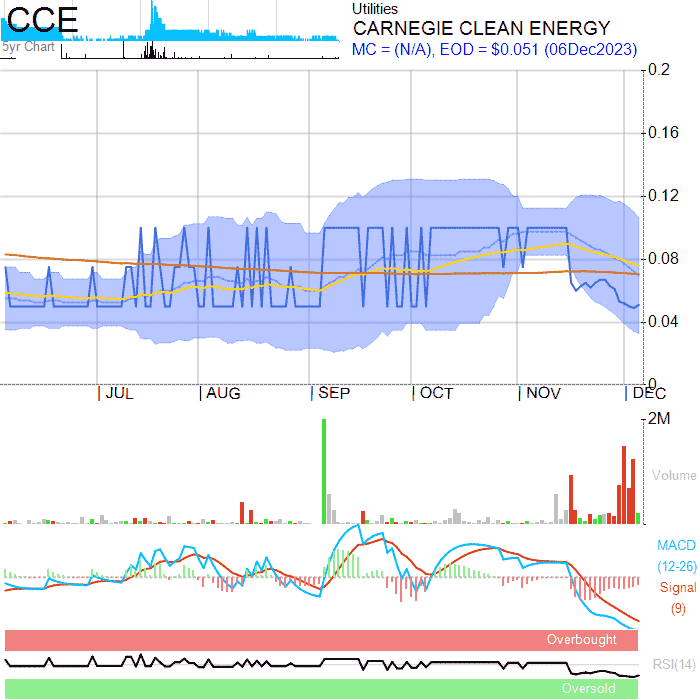 CCE
5yr Chart
Utilities
CARNEGIE CLEAN ENERGY
MC = (N/A), EOD = $0.051 (06Dec2023)
0.2
0.16
0.12
0.08
0.04
0
JUL AUG SEP OCT NOV DEC
2M
Volume
MACD
(12-26)
Signal
(9)
Overbought
RSI(14)
Oversold